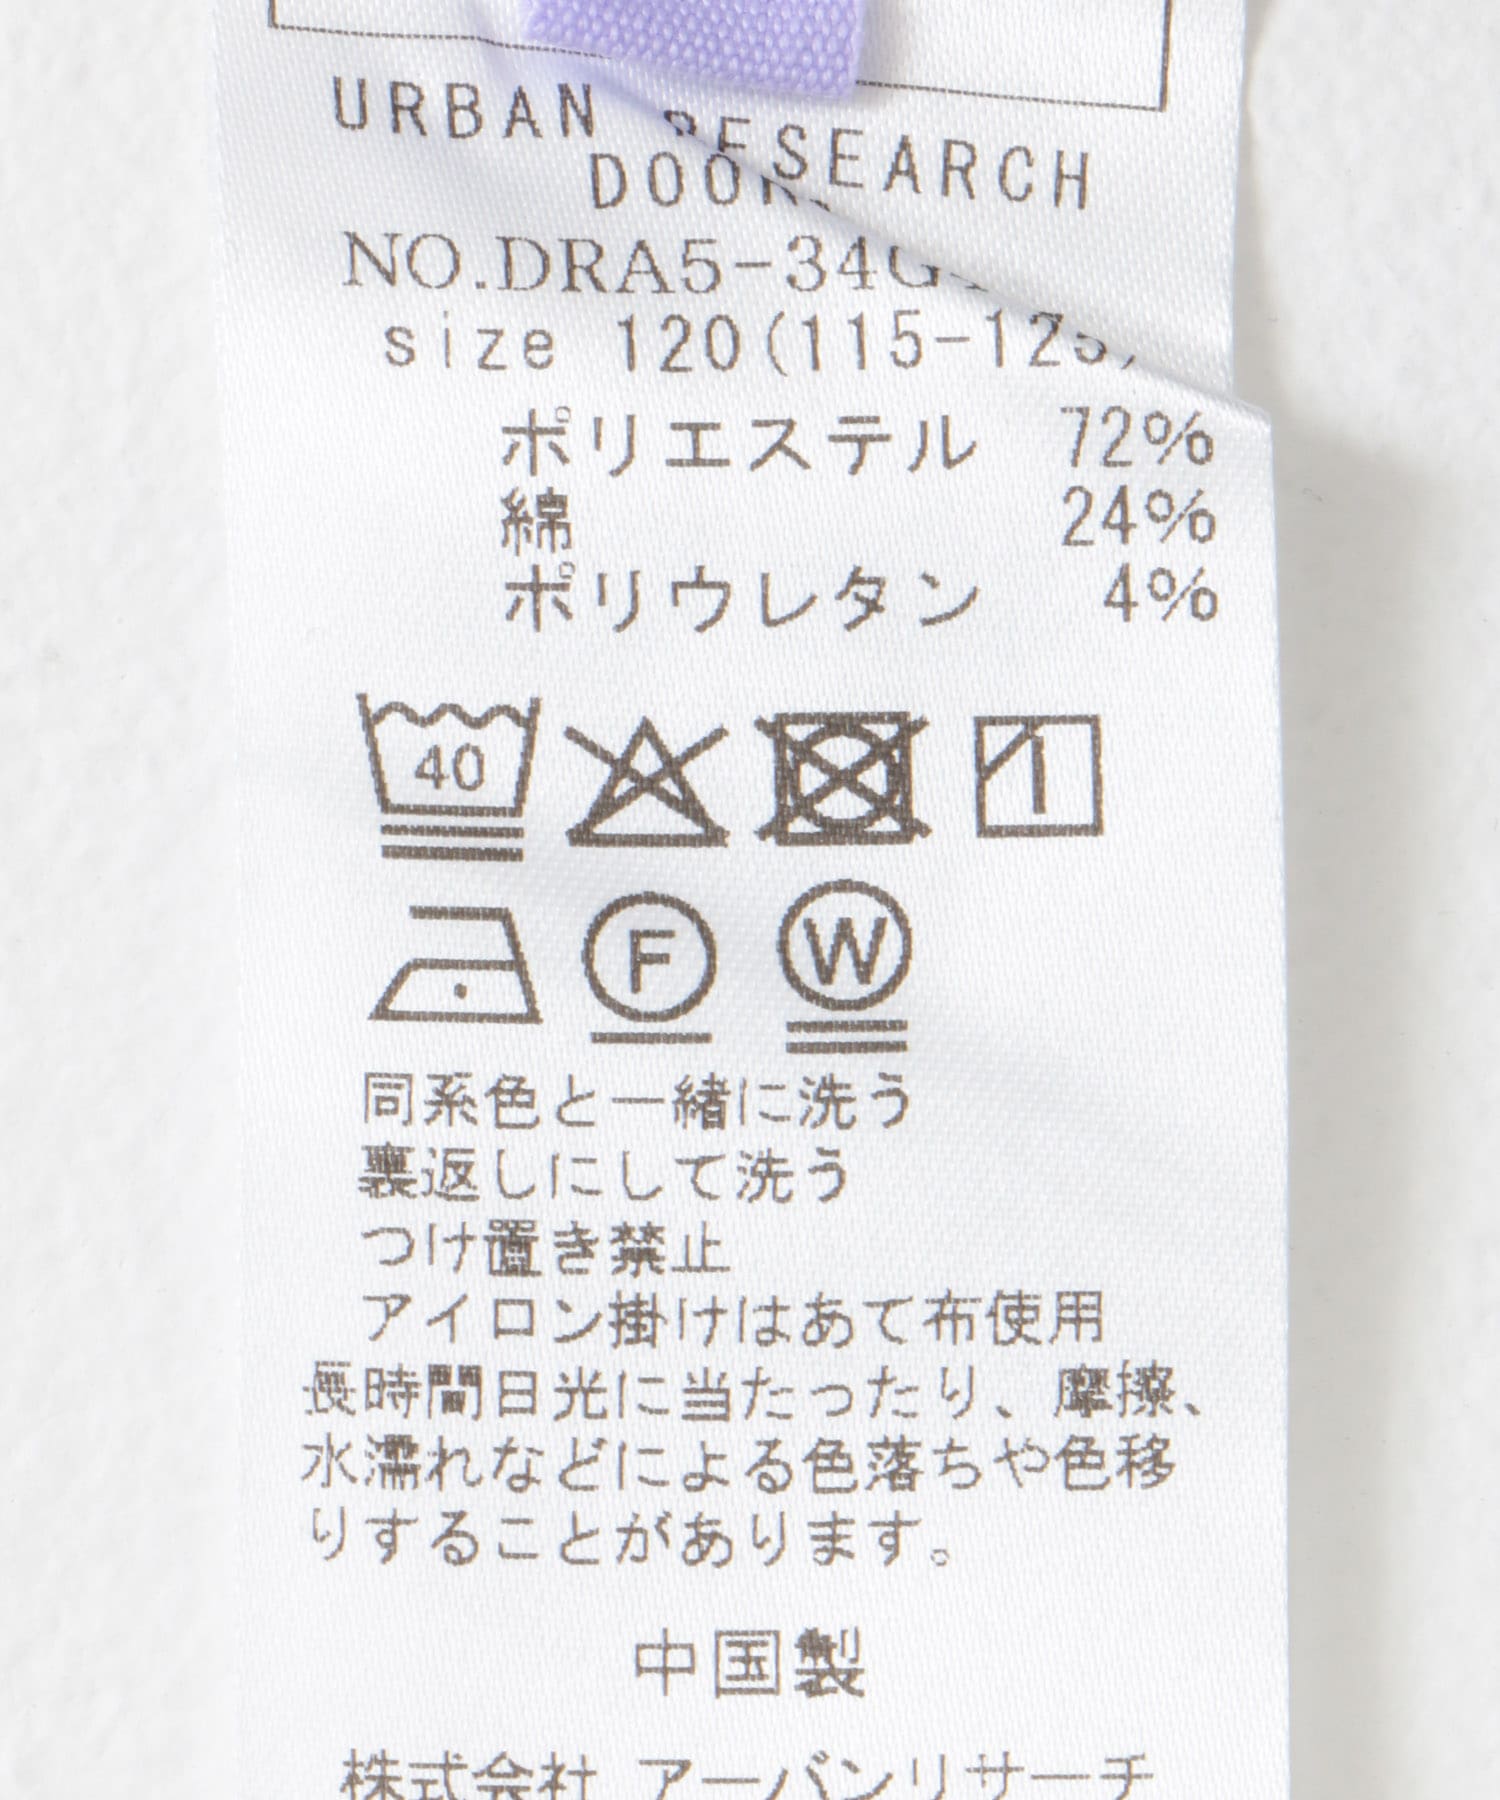 URBAN RESEARCH
DOORS
NO.DRA5-34G
size 120(115-125)
ポリエステル 72%
綿 24%
ポリウレタン 4%
40
F W
同系色と一緒に洗う
裏返しにして洗う
つけ置き禁止
アイロン掛けはあて布使用
長時間日光に当たったり、摩擦、
水濡れなどによる色落ちや色移
りすることがあります。
中国製
株式会社 アーバンリサーチ